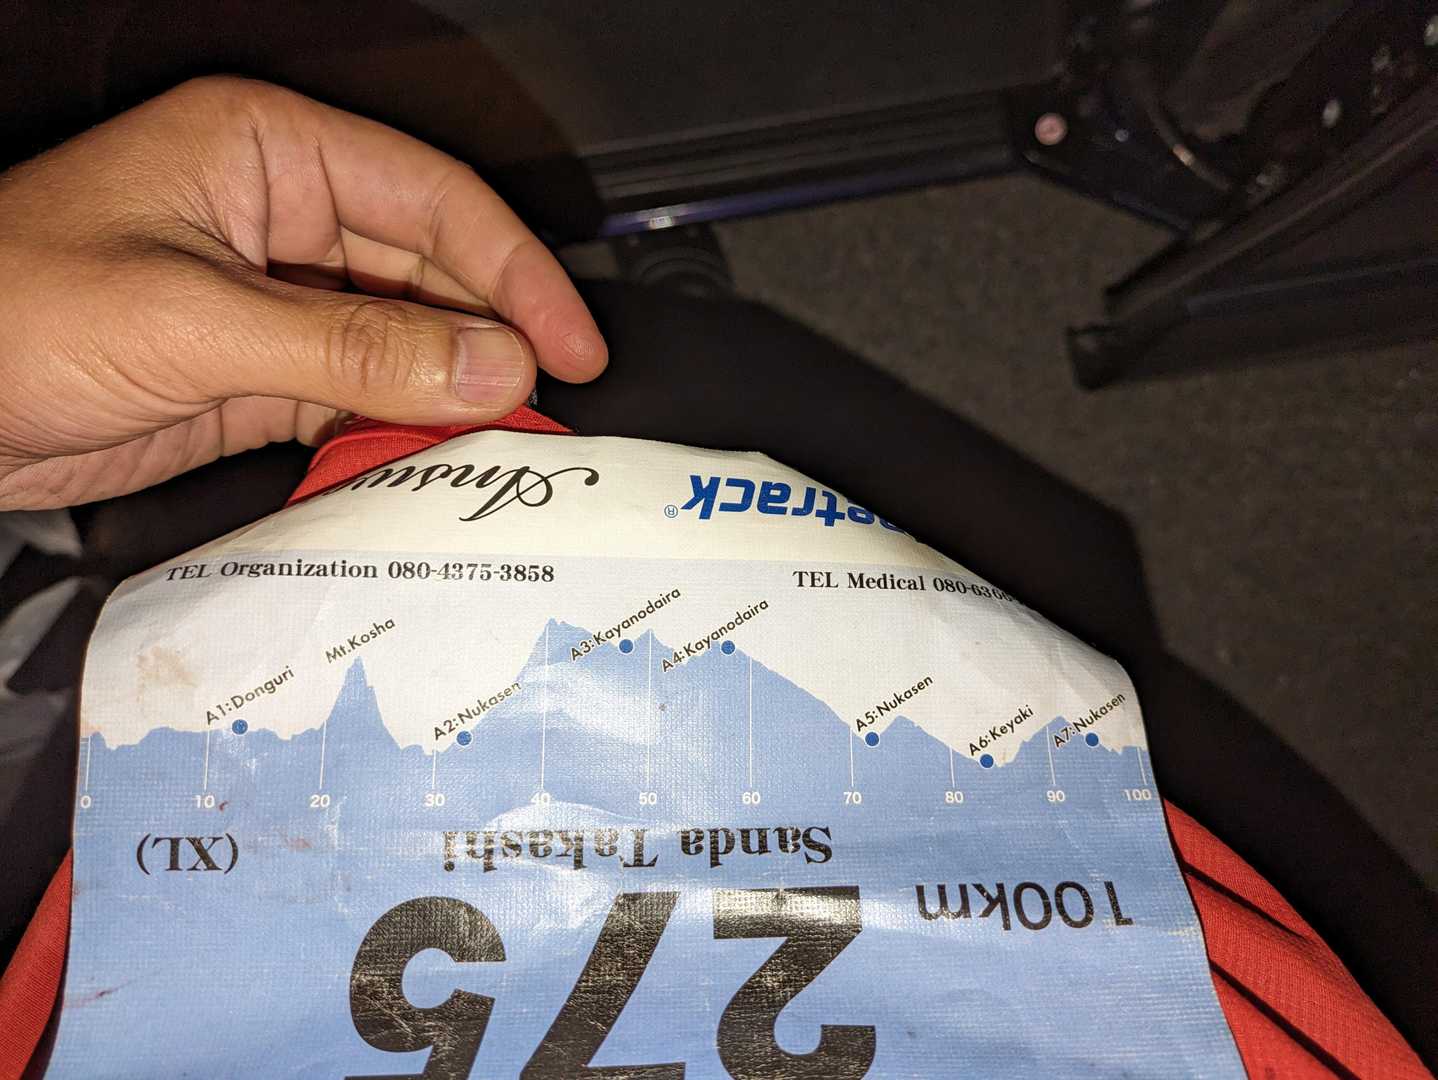 TEL Organization 080-4375-3858
TEL Medical
A1:Donguri
Mt.Kosha
A2:Nukasen
A3:Kayanodaira
A4:Kayanodaira
A5:Nukasen
A6:Keyaki
A7:Nukasen
0 10 20 30 40 50 60 70 80 90 100
Sanda Takashi
(XL)
100km
275